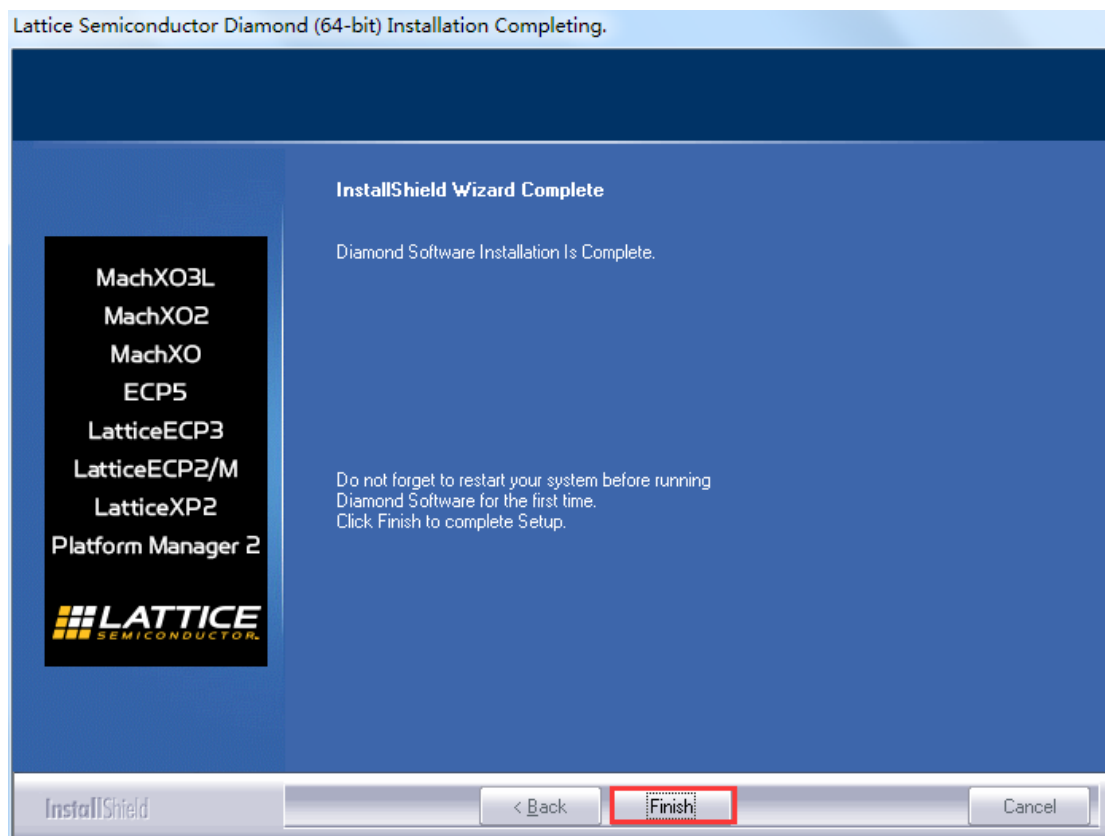 Lattice Semiconductor Diamond (64-bit) Installation Completing.
InstallShield Wizard Complete
Diamond Software Installation Is Complete.
MachXO3L
MachXO2
MachXO
ECP5
LatticeECP3
LatticeECP2/M
LatticeXP2
Platform Manager 2
LATTICE
SEMICONDUCTOR.
Do not forget to restart your system before running
Diamond Software for the first time.
Click Finish to complete Setup.
InstallShield
< Back
Finish
Cancel